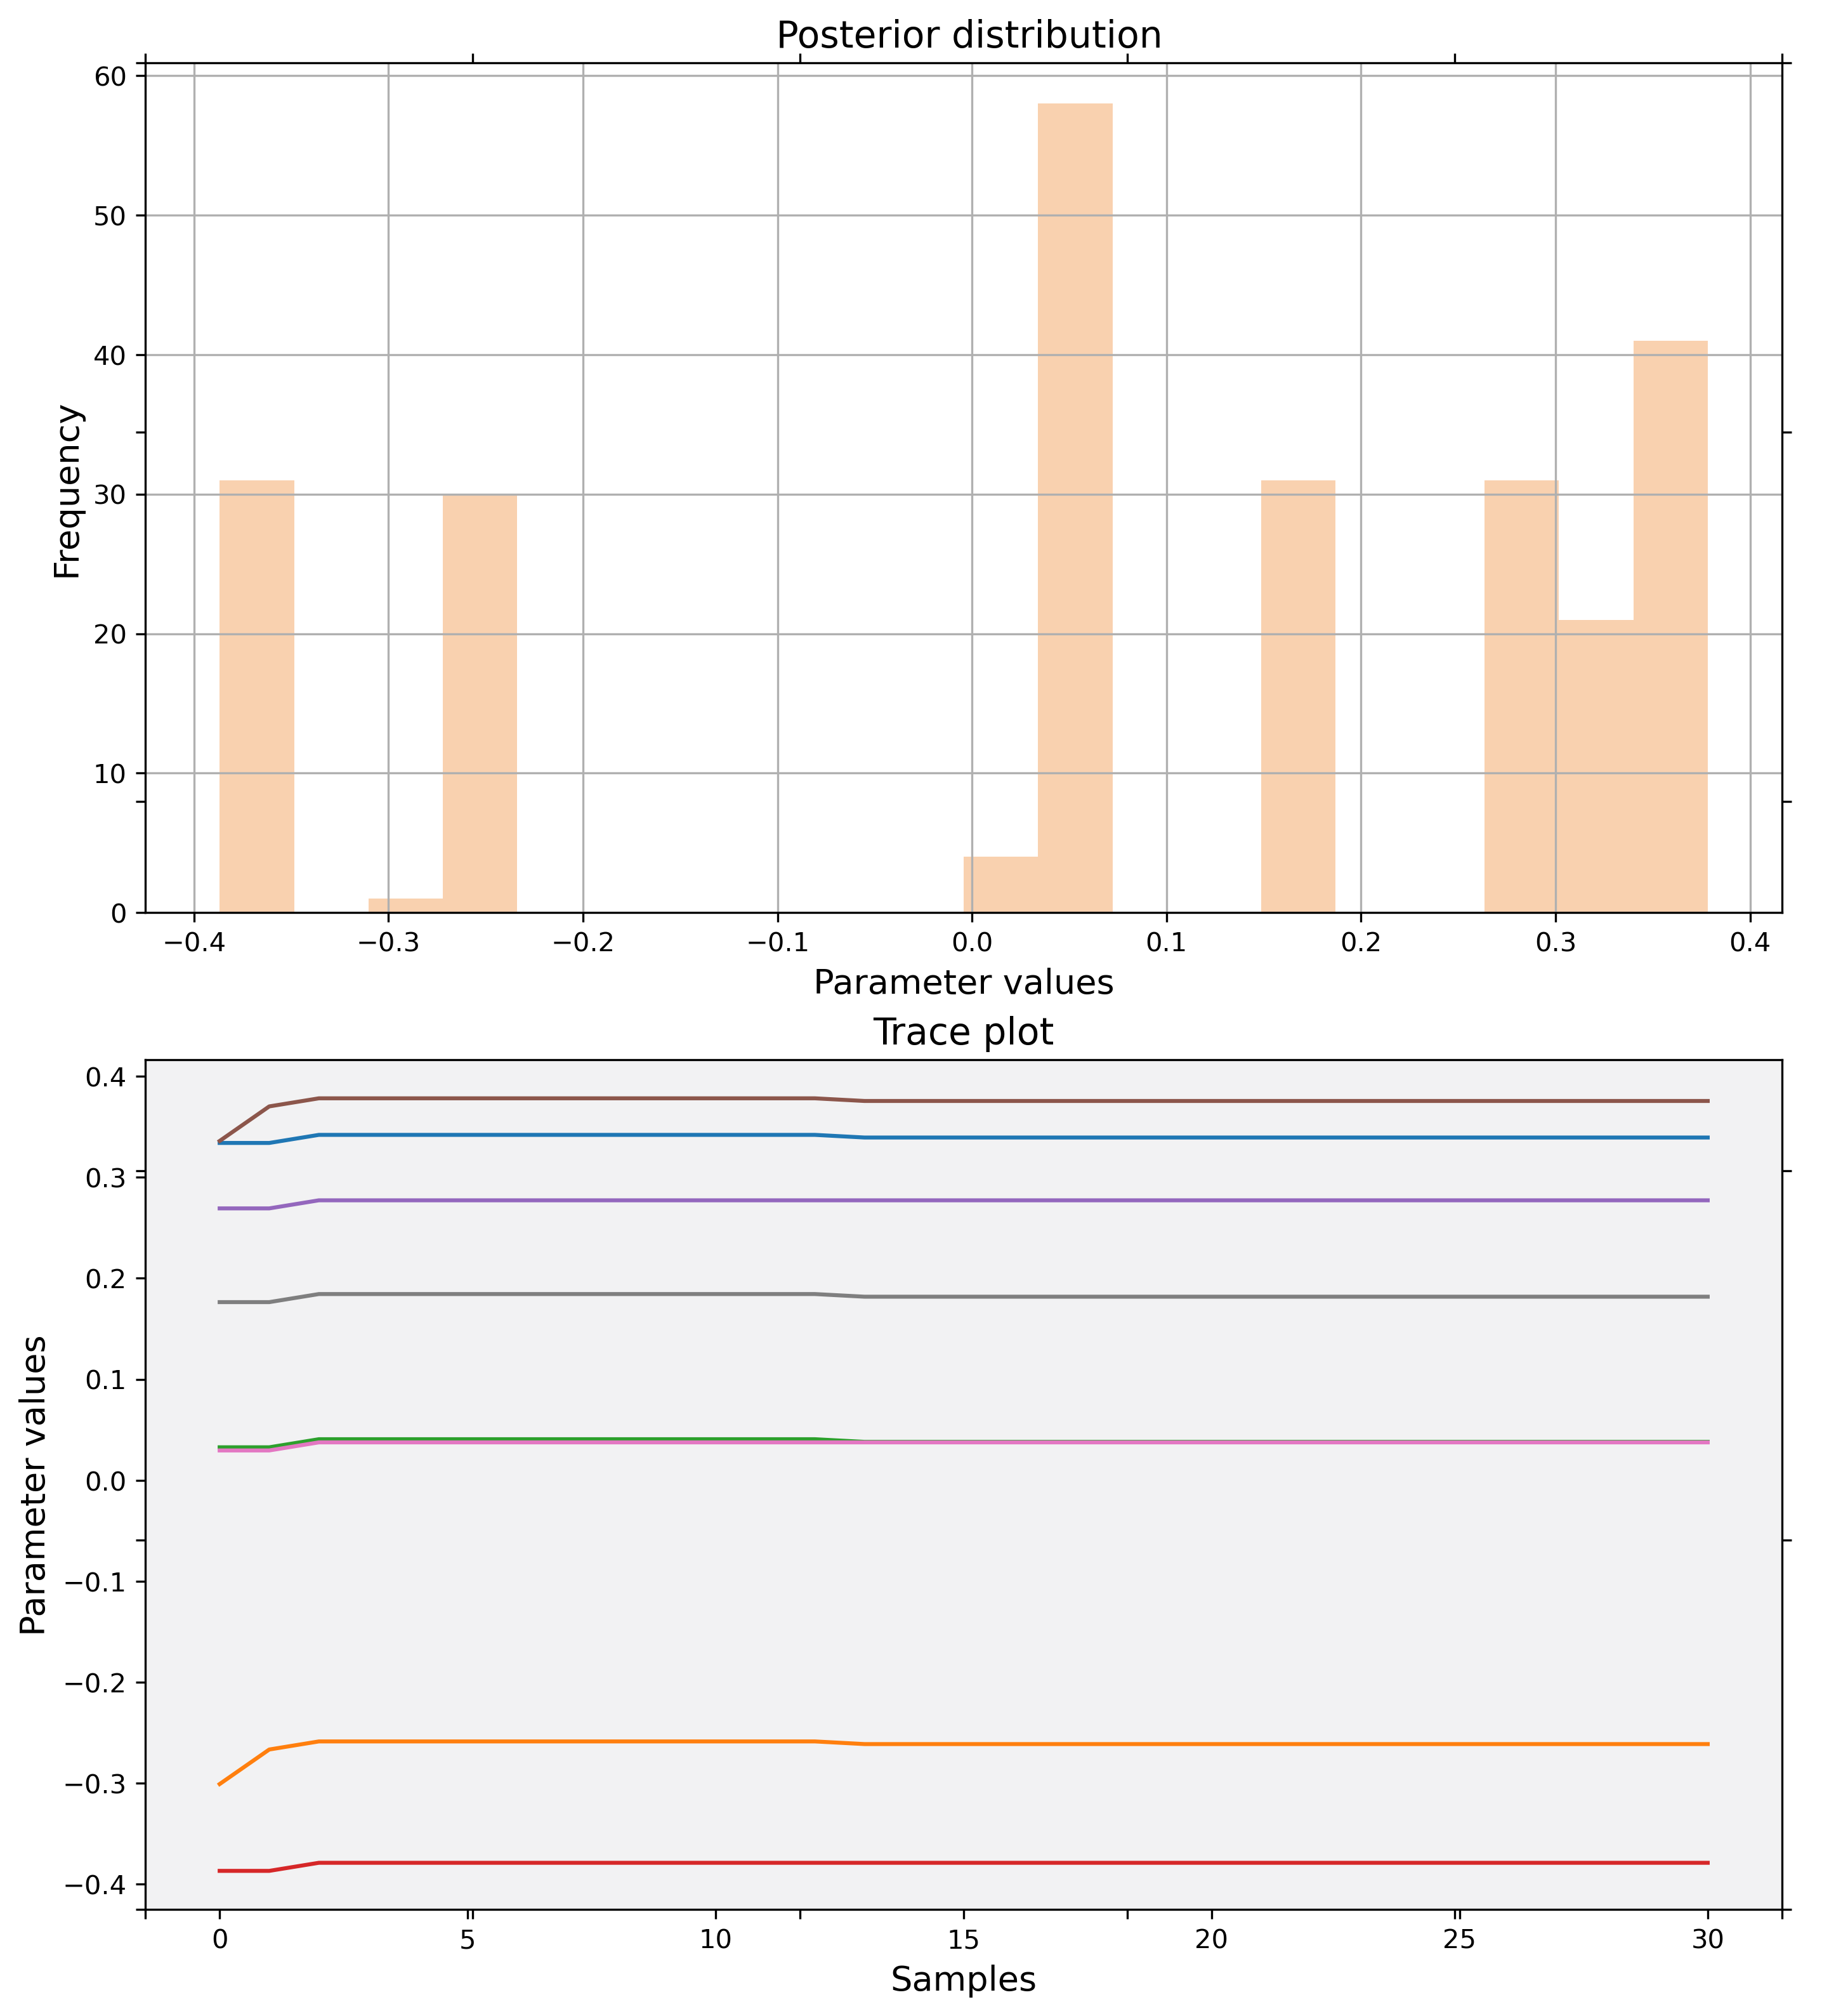 Posterior distribution
60
50
40
30
20
10
0
Frequency
−0.4 −0.3 −0.2 −0.1 0.0 0.1 0.2 0.3 0.4
Parameter values
Trace plot
0.4
0.3
0.2
0.1
0.0
−0.1
−0.2
−0.3
−0.4
Parameter values
0 5 10 15 20 25 30
Samples